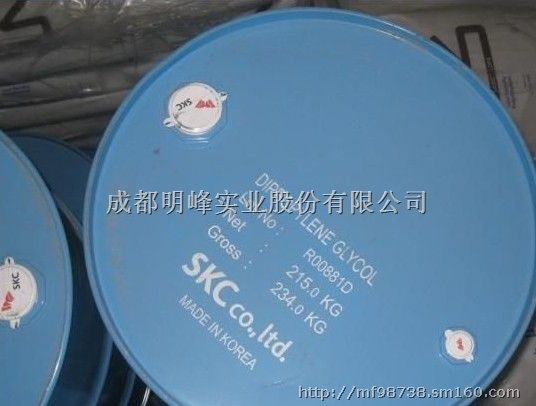 SKC
成都明峰实业股份有限公司
GLYCOL
R00881D
Net : 215.0 KG
Gross : 234.0 KG
SKC co.,ltd.
MADE IN KOREA
SKC
http://mf98738.sm160.com